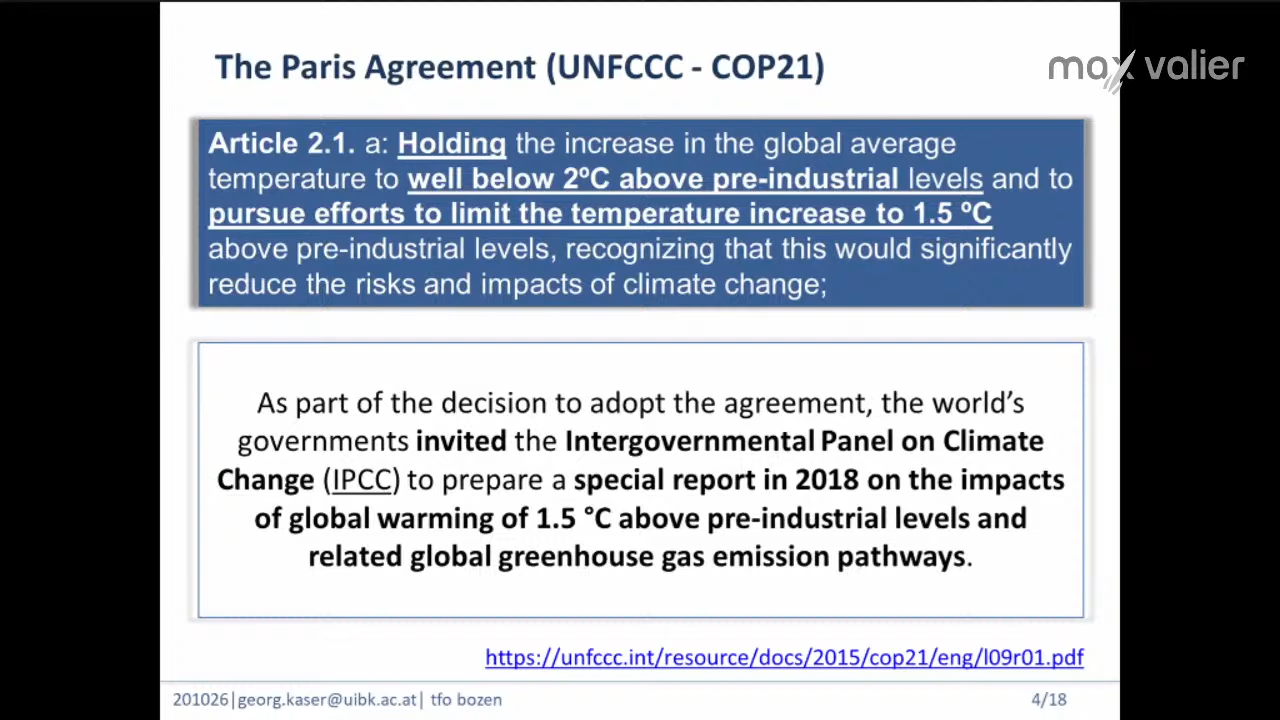 The Paris Agreement (UNFCCC - COP21)
max valier
Article 2.1. a: Holding the increase in the global average
temperature to well below 2ºC above pre-industrial levels and to
pursue efforts to limit the temperature increase to 1.5 ºC
above pre-industrial levels, recognizing that this would significantly
reduce the risks and impacts of climate change;
As part of the decision to adopt the agreement, the world’s
governments invited the Intergovernmental Panel on Climate
Change (IPCC) to prepare a special report in 2018 on the impacts
of global warming of 1.5 °C above pre-industrial levels and
related global greenhouse gas emission pathways.
https://unfccc.int/resource/docs/2015/cop21/eng/l09r01.pdf
201026|georg.kaser@uibk.ac.at| tfo bozen
4/18